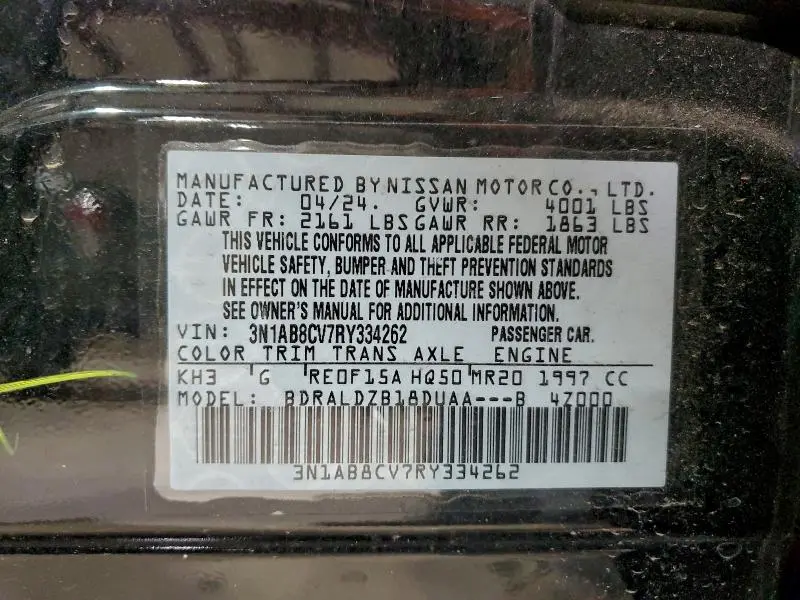 MANUFACTURED BY NISSAN MOTOR CO., LTD.
DATE: 04/24. GVWR: 4001 LBS
GAWR FR: 2161 LBS GAWR RR: 1863 LBS
THIS VEHICLE CONFORMS TO ALL APPLICABLE FEDERAL MOTOR
VEHICLE SAFETY, BUMPER AND THEFT PREVENTION STANDARDS
IN EFFECT ON THE DATE OF MANUFACTURE SHOWN ABOVE.
SEE OWNER'S MANUAL FOR ADDITIONAL INFORMATION.
VIN: 3N1AB8CV7RY334262 PASSENGER CAR.
COLOR TRIM TRANS AXLE ENGINE
KH3 G RE0F15A HQ50 MR20 1997 CC
MODEL: BDRALDZB18DUAA---B 4Z000
3N1AB8CV7RY334262